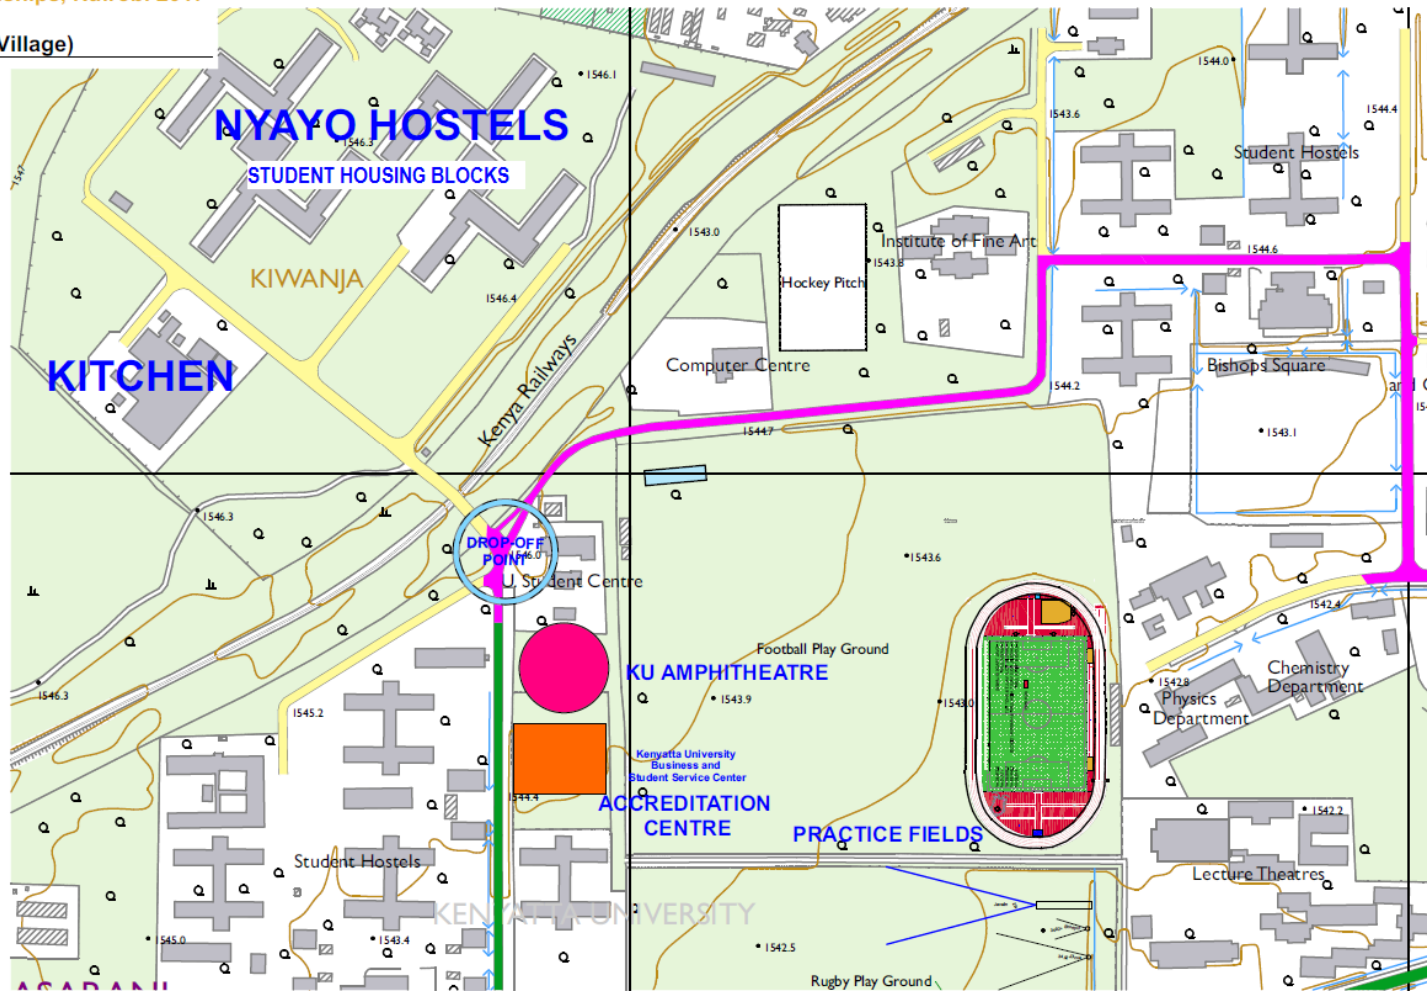 Village)
1546.1
NYAYO HOSTELS
1546.3
STUDENT HOUSING BLOCKS
1547
1544.0
1543.6
1544.4
Student Hostels
1543.0
Institute of Fine Art
1543.8
1544.6
KIWANJA
Hockey Pitch
1546.4
KITCHEN
Kenya Railways
Computer Centre
Bishops Square
1544.2
1544.7
1543.1
1546.3
DROP-OFF
POINT
1546.0
U. Student Centre
1543.6
1542.4
Football Play Ground
KU AMPHITHEATRE
Chemistry
Department
1542.8
Physics
Department
1546.3
1545.2
1543.9
1543.0
Kenyatta University
Business and
Student Service Center
1544.4
ACCREDITATION
CENTRE
PRACTICE FIELDS
1542.2
Student Hostels
Lecture Theatres
KENYATTA UNIVERSITY
1545.0
1543.4
1542.5
Rugby Play Ground